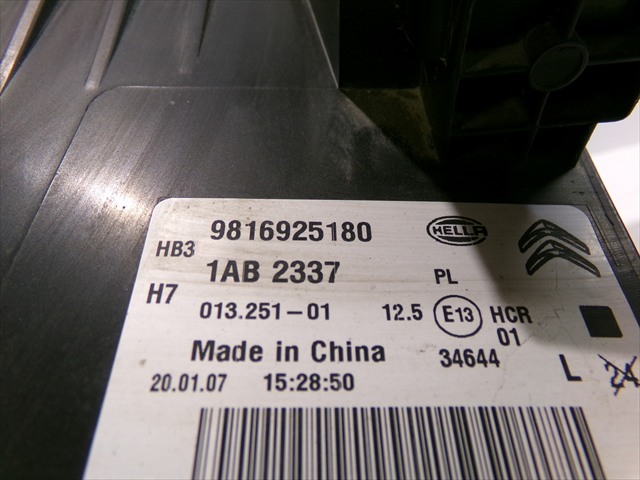 9816925180 HELLA
HB3
1AB 2337 PL
H7
013.251-01 12.5 E13 HCR
01
Made in China 34644
20.01.07 15:28:50 L 24